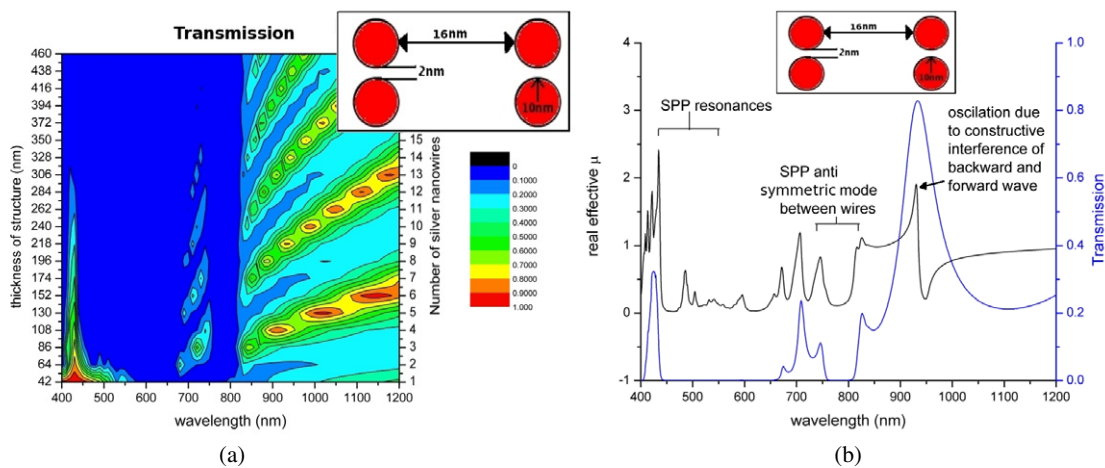 Transmission
16nm
2nm
10nm
460
438
416
394
372
350
328
306
284
262
240
218
196
174
152
130
108
86
64
42
thickness of structure (nm)
15
14
13
12
11
10
9
8
7
6
5
4
3
2
1
Number of silver nanowires
0
0.1000
0.2000
0.3000
0.4000
0.5000
0.6000
0.7000
0.8000
0.9000
1.000
400 500 600 700 800 900 1000 1100 1200
wavelength (nm)
(a)
16nm
2nm
10nm
4
3
2
1
0
-1
real effective μ
SPP resonances
SPP anti
symmetric mode
between wires
oscilation due
to constructive
interference of
backward and
forward wave
1.0
0.8
0.6
0.4
0.2
0.0
Transmission
400 500 600 700 800 900 1000 1100 1200
wavelength (nm)
(b)